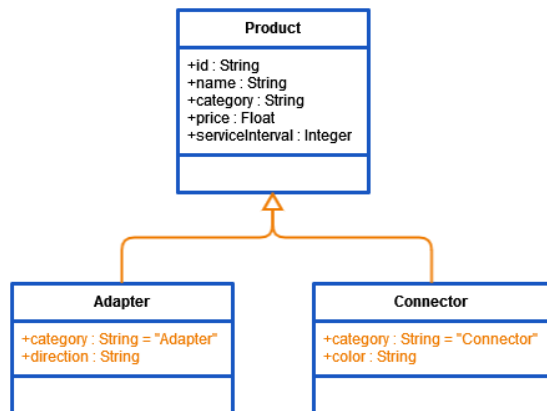 Product
+id : String
+name : String
+category : String
+price : Float
+serviceInterval : Integer
Adapter
+category : String = "Adapter"
+direction : String
Connector
+category : String = "Connector"
+color : String